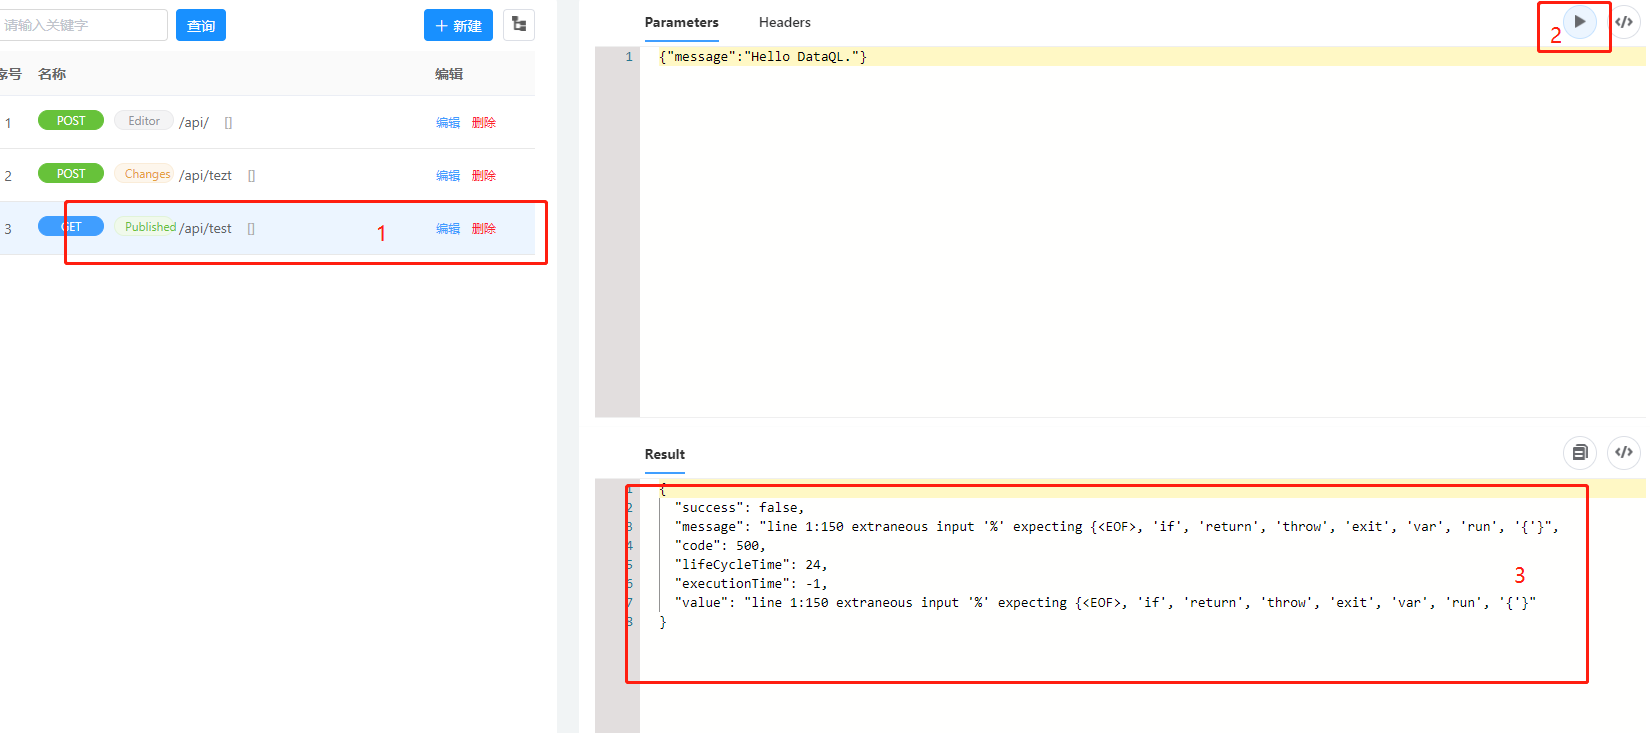 请输入关键字
查询
新建
Parameters
Headers
2
序号
名称
编辑
1
{"message":"Hello DataQL."}
1
POST
Editor
/api/
[]
编辑
删除
2
POST
Changes
/api/tezt
[]
编辑
删除
3
GET
Published
/api/test
[]
1
编辑
删除
Result
1 {
2 "success": false,
3 "message": "line 1:150 extraneous input '%' expecting {<EOF>, 'if', 'return', 'throw', 'exit', 'var', 'run', '{'}",
4 "code": 500,
5 "lifeCycleTime": 24,
6 "executionTime": -1,
7 "value": "line 1:150 extraneous input '%' expecting {<EOF>, 'if', 'return', 'throw', 'exit', 'var', 'run', '{'}"
8 }
3